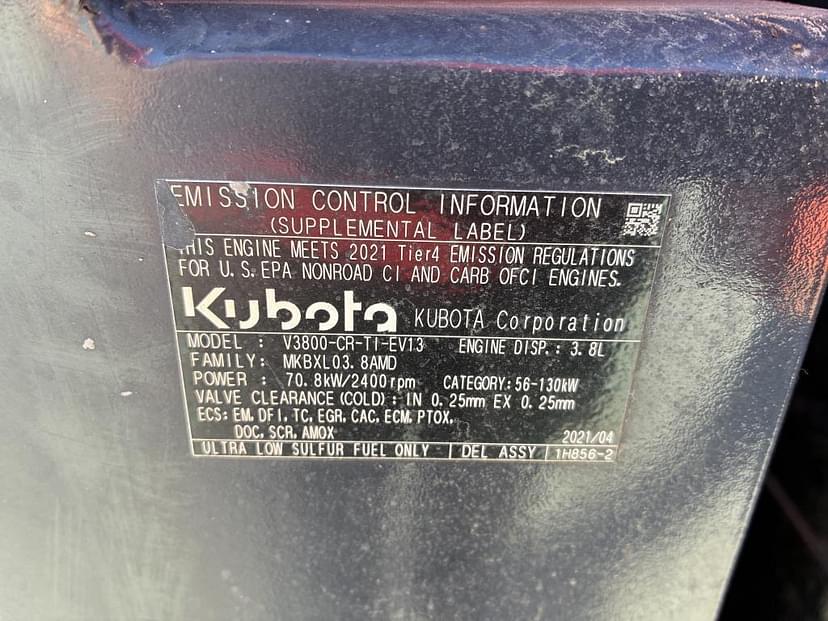 EMISSION CONTROL INFORMATION
(SUPPLEMENTAL LABEL)
THIS ENGINE MEETS 2021 Tier4 EMISSION REGULATIONS
FOR U.S.EPA NONROAD CI AND CARB OFCI ENGINES.
Kubota KUBOTA Corporation
MODEL : V3800-CR-TI-EV13 ENGINE DISP.: 3.8L
FAMILY: MKBXL03.8AMD
POWER : 70.8kW/2400rpm CATEGORY:56-130kW
VALVE CLEARANCE(COLD): IN 0.25mm EX 0.25mm
ECS: EM, DFI, TC, EGR, CAC, ECM, PTOX,
DOC, SCR, AMOX 2021/04
ULTRA LOW SULFUR FUEL ONLY DEL ASSY 1H856-2